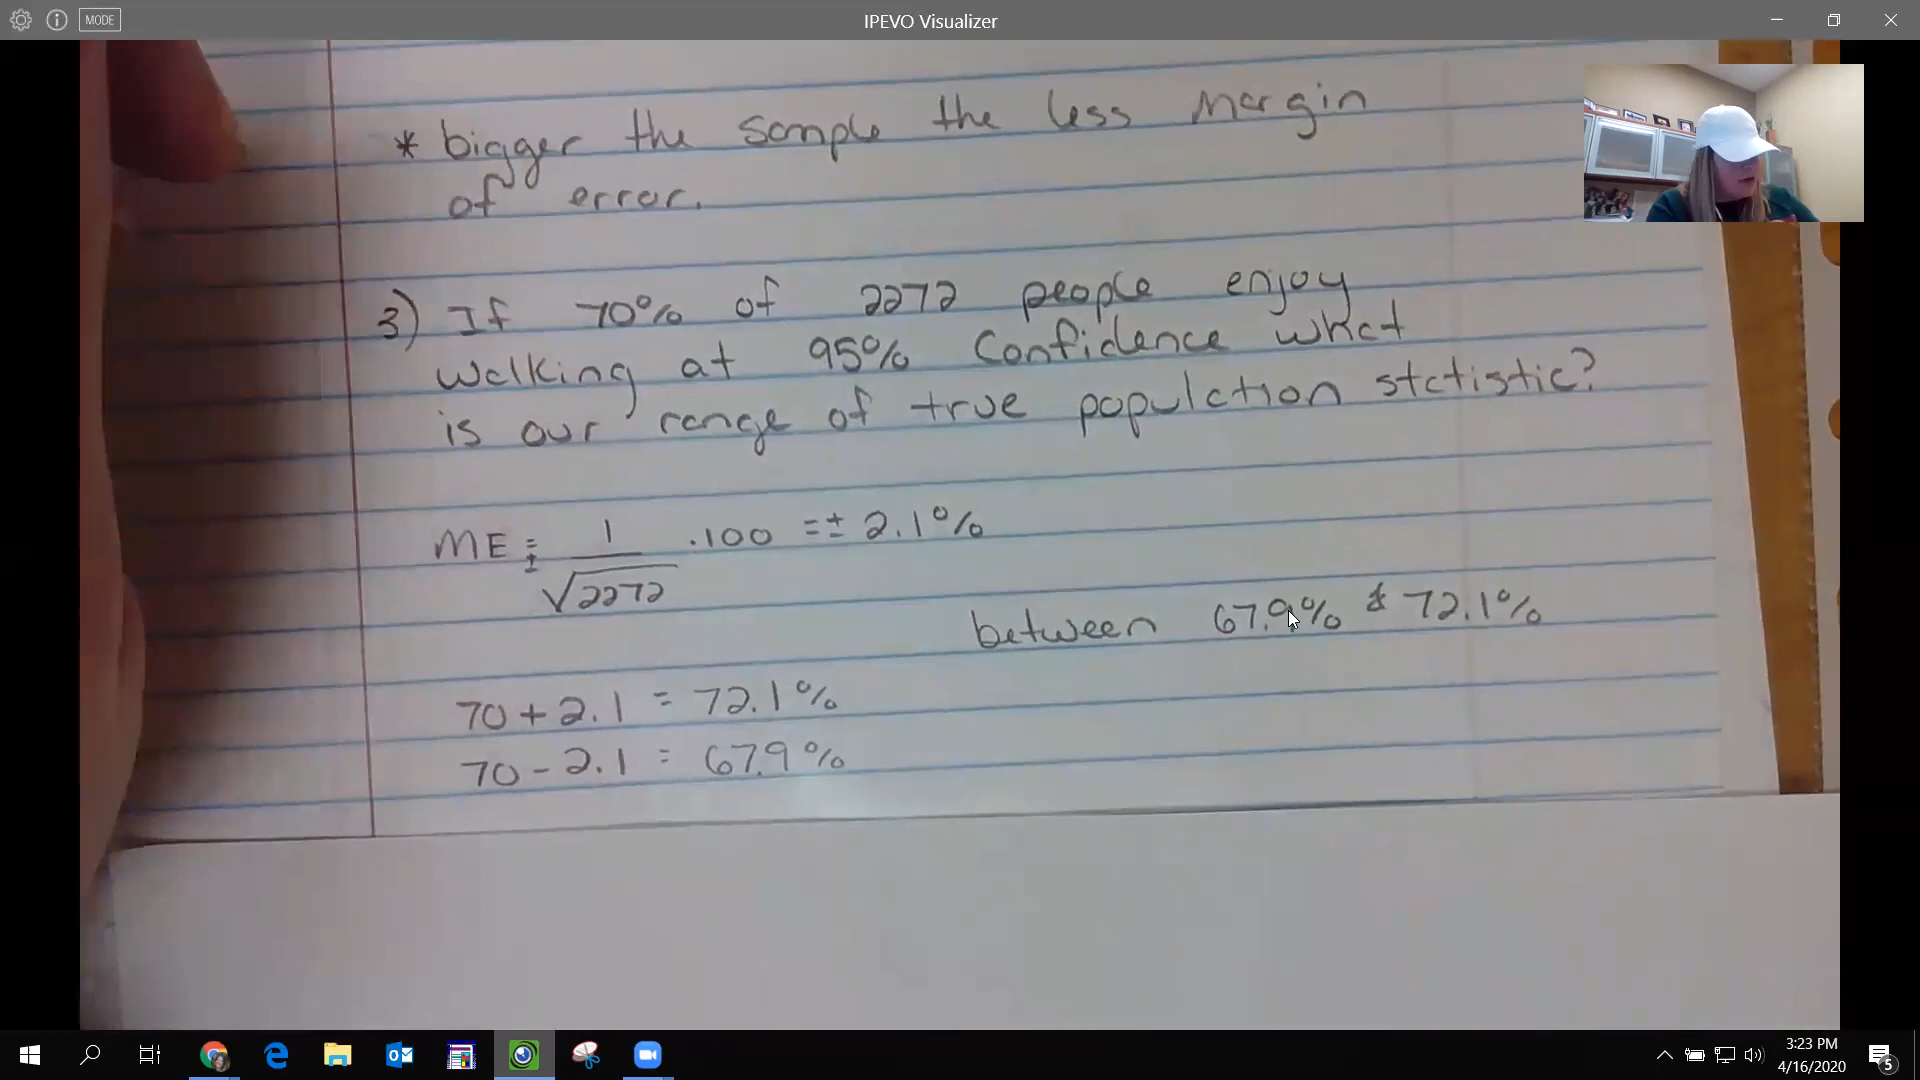 MODE
IPEVO Visualizer
* bigger the sample the less margin
of error.
3) If 70% of 2272 people enjoy
walking at 95% confidence what
is our range of true population statistic?
ME = ± 1/√2272 .100 = ± 2.1%
between 67.9% & 72.1%
70 + 2.1 = 72.1%
70 - 2.1 = 67.9%
3:23 PM
4/16/2020
5